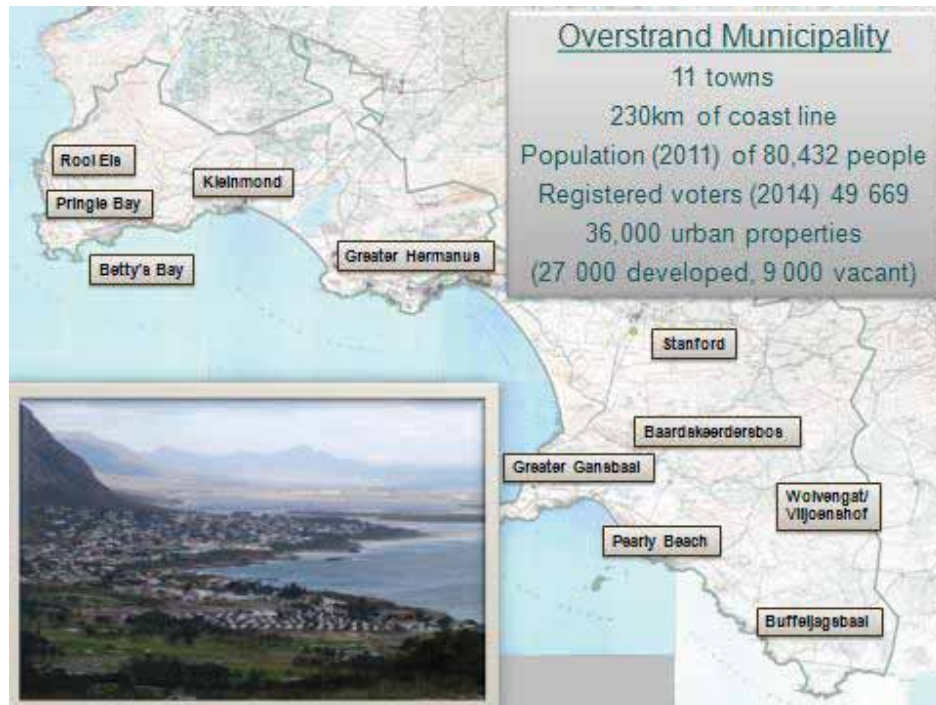 Overstrand Municipality
11 towns
230km of coast line
Population (2011) of 80,432 people
Registered voters (2014) 49 669
36,000 urban properties
(27 000 developed, 9 000 vacant)
Rooi Els
Kleinmond
Pringle Bay
Betty's Bay
Greater Hermanus
Stanford
Baardskeerdersbos
Greater Gansbaai
Wolvengat/
Viljoenshof
Pearly Beach
Buffeljagsbaai